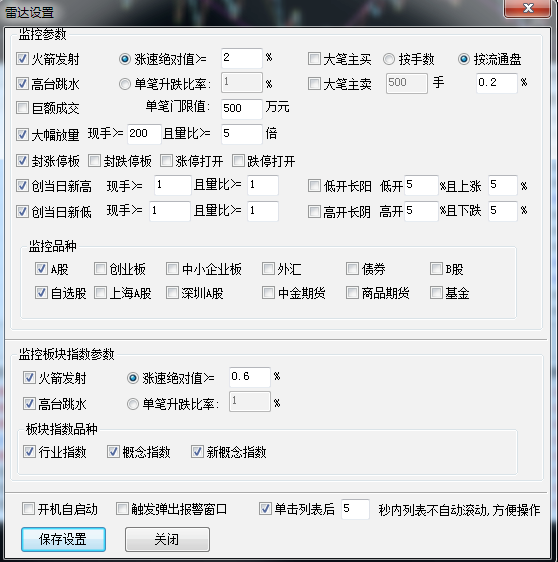 雷达设置
监控参数
火箭发射 涨速绝对值>= 2 % 大笔主买 按手数 按流通盘
高台跳水 单笔升跌比率: 1 % 大笔主卖 500 手 0.2 %
巨额成交 单笔门限值: 500 万元
大幅放量 现手>= 200 且量比>= 5 倍
封涨停板 封跌停板 涨停打开 跌停打开
创当日新高 现手>= 1 且量比>= 1 低开长阳 低开 5 %且上涨 5 %
创当日新低 现手>= 1 且量比>= 1 高开长阴 高开 5 %且下跌 5 %
监控品种
A股 创业板 中小企业板 外汇 债券 B股
自选股 上海A股 深圳A股 中金期货 商品期货 基金
监控板块指数参数
火箭发射 涨速绝对值>= 0.6 %
高台跳水 单笔升跌比率: 1 %
板块指数品种
行业指数 概念指数 新概念指数
开机自启动 触发弹出报警窗口 单击列表后 5 秒内列表不自动滚动,方便操作
保存设置 关闭